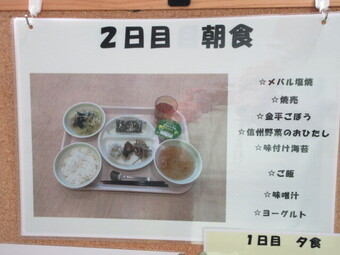 2日目 朝食
☆メバル塩焼
☆焼売
☆金平ごぼう
☆信州野菜のおひたし
☆味付け海苔
☆ご飯
☆味噌汁
☆ヨーグルト
1日目 夕食